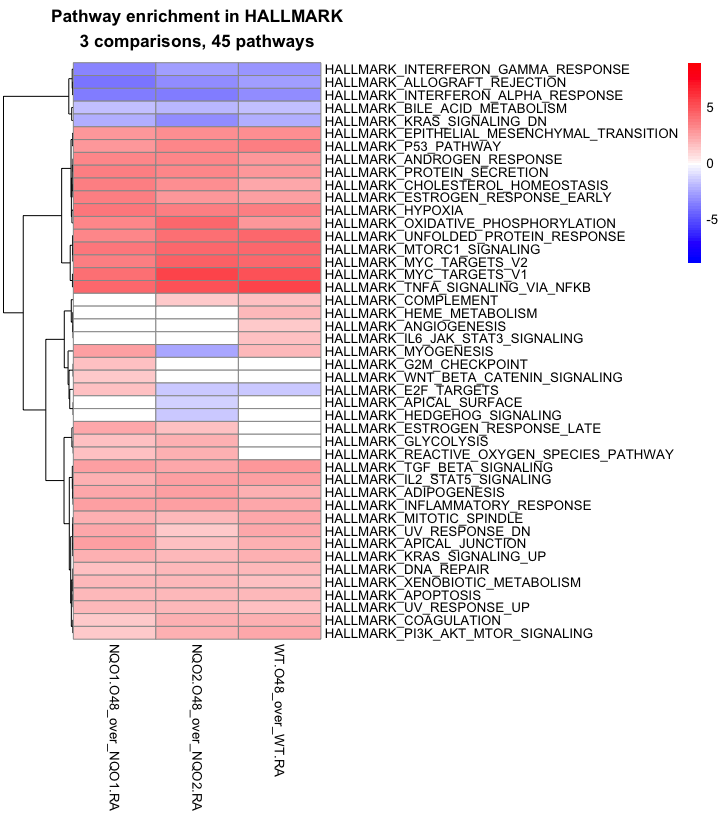 Pathway enrichment in HALLMARK
3 comparisons, 45 pathways
HALLMARK_INTERFERON_GAMMA_RESPONSE
HALLMARK_ALLOGRAFT_REJECTION
HALLMARK_INTERFERON_ALPHA_RESPONSE
HALLMARK_BILE_ACID_METABOLISM
HALLMARK_KRAS_SIGNALING_DN
HALLMARK_EPITHELIAL_MESENCHYMAL_TRANSITION
HALLMARK_P53_PATHWAY
HALLMARK_ANDROGEN_RESPONSE
HALLMARK_PROTEIN_SECRETION
HALLMARK_CHOLESTEROL_HOMEOSTASIS
HALLMARK_ESTROGEN_RESPONSE_EARLY
HALLMARK_HYPOXIA
HALLMARK_OXIDATIVE_PHOSPHORYLATION
HALLMARK_UNFOLDED_PROTEIN_RESPONSE
HALLMARK_MTORC1_SIGNALING
HALLMARK_MYC_TARGETS_V2
HALLMARK_MYC_TARGETS_V1
HALLMARK_TNFA_SIGNALING_VIA_NFKB
HALLMARK_COMPLEMENT
HALLMARK_HEME_METABOLISM
HALLMARK_ANGIOGENESIS
HALLMARK_IL6_JAK_STAT3_SIGNALING
HALLMARK_MYOGENESIS
HALLMARK_G2M_CHECKPOINT
HALLMARK_WNT_BETA_CATENIN_SIGNALING
HALLMARK_E2F_TARGETS
HALLMARK_APICAL_SURFACE
HALLMARK_HEDGEHOG_SIGNALING
HALLMARK_ESTROGEN_RESPONSE_LATE
HALLMARK_GLYCOLYSIS
HALLMARK_REACTIVE_OXYGEN_SPECIES_PATHWAY
HALLMARK_TGF_BETA_SIGNALING
HALLMARK_IL2_STAT5_SIGNALING
HALLMARK_ADIPOGENESIS
HALLMARK_INFLAMMATORY_RESPONSE
HALLMARK_MITOTIC_SPINDLE
HALLMARK_UV_RESPONSE_DN
HALLMARK_APICAL_JUNCTION
HALLMARK_KRAS_SIGNALING_UP
HALLMARK_DNA_REPAIR
HALLMARK_XENOBIOTIC_METABOLISM
HALLMARK_APOPTOSIS
HALLMARK_UV_RESPONSE_UP
HALLMARK_COAGULATION
HALLMARK_PI3K_AKT_MTOR_SIGNALING
5
0
-5
NQO1.O48_over_NQO1.RA
NQO2.O48_over_NQO2.RA
WT.O48_over_WT.RA